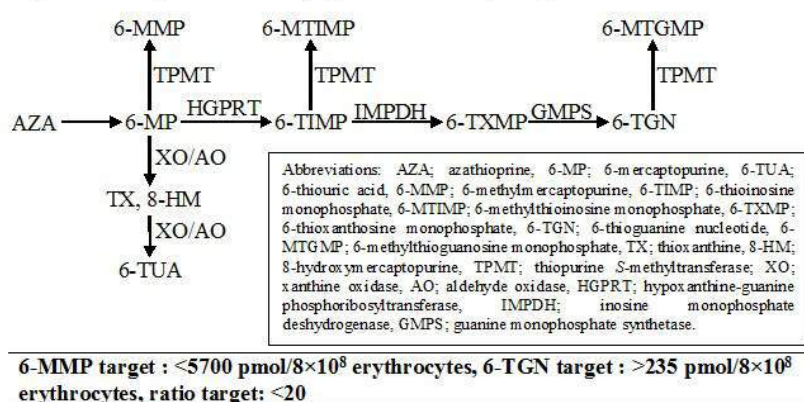 6-MMP 6-MTIMP 6-MTGMP
TPMT TPMT TPMT
HGPRT IMPDH GMPS
AZA 6-MP 6-TIMP 6-TXMP 6-TGN
XO/AO
TX, 8-HM
XO/AO
6-TUA
Abbreviations: AZA; azathioprine, 6-MP; 6-mercaptopurine, 6-TUA;
6-thiouric acid, 6-MMP; 6-methylmercaptopurine, 6-TIMP; 6-thioinosine
monophosphate, 6-MTIMP; 6-methylthioinosine monophosphate, 6-TXMP;
6-thioxanthosine monophosphate, 6-TGN; 6-thioguanine nucleotide, 6-
MTGMP; 6-methylthioguanosine monophosphate, TX; thioxanthine, 8-HM;
8-hydroxymercaptopurine, TPMT; thiopurine S-methyltransferase; XO;
xanthine oxidase, AO; aldehyde oxidase, HGPRT; hypoxanthine-guanine
phosphoribosyltransferase, IMPDH; inosine monophosphate
deshydrogenase, GMPS; guanine monophosphate synthetase.
6-MMP target : <5700 pmol/8×10⁸ erythrocytes, 6-TGN target : >235 pmol/8×10⁸
erythrocytes, ratio target: <20